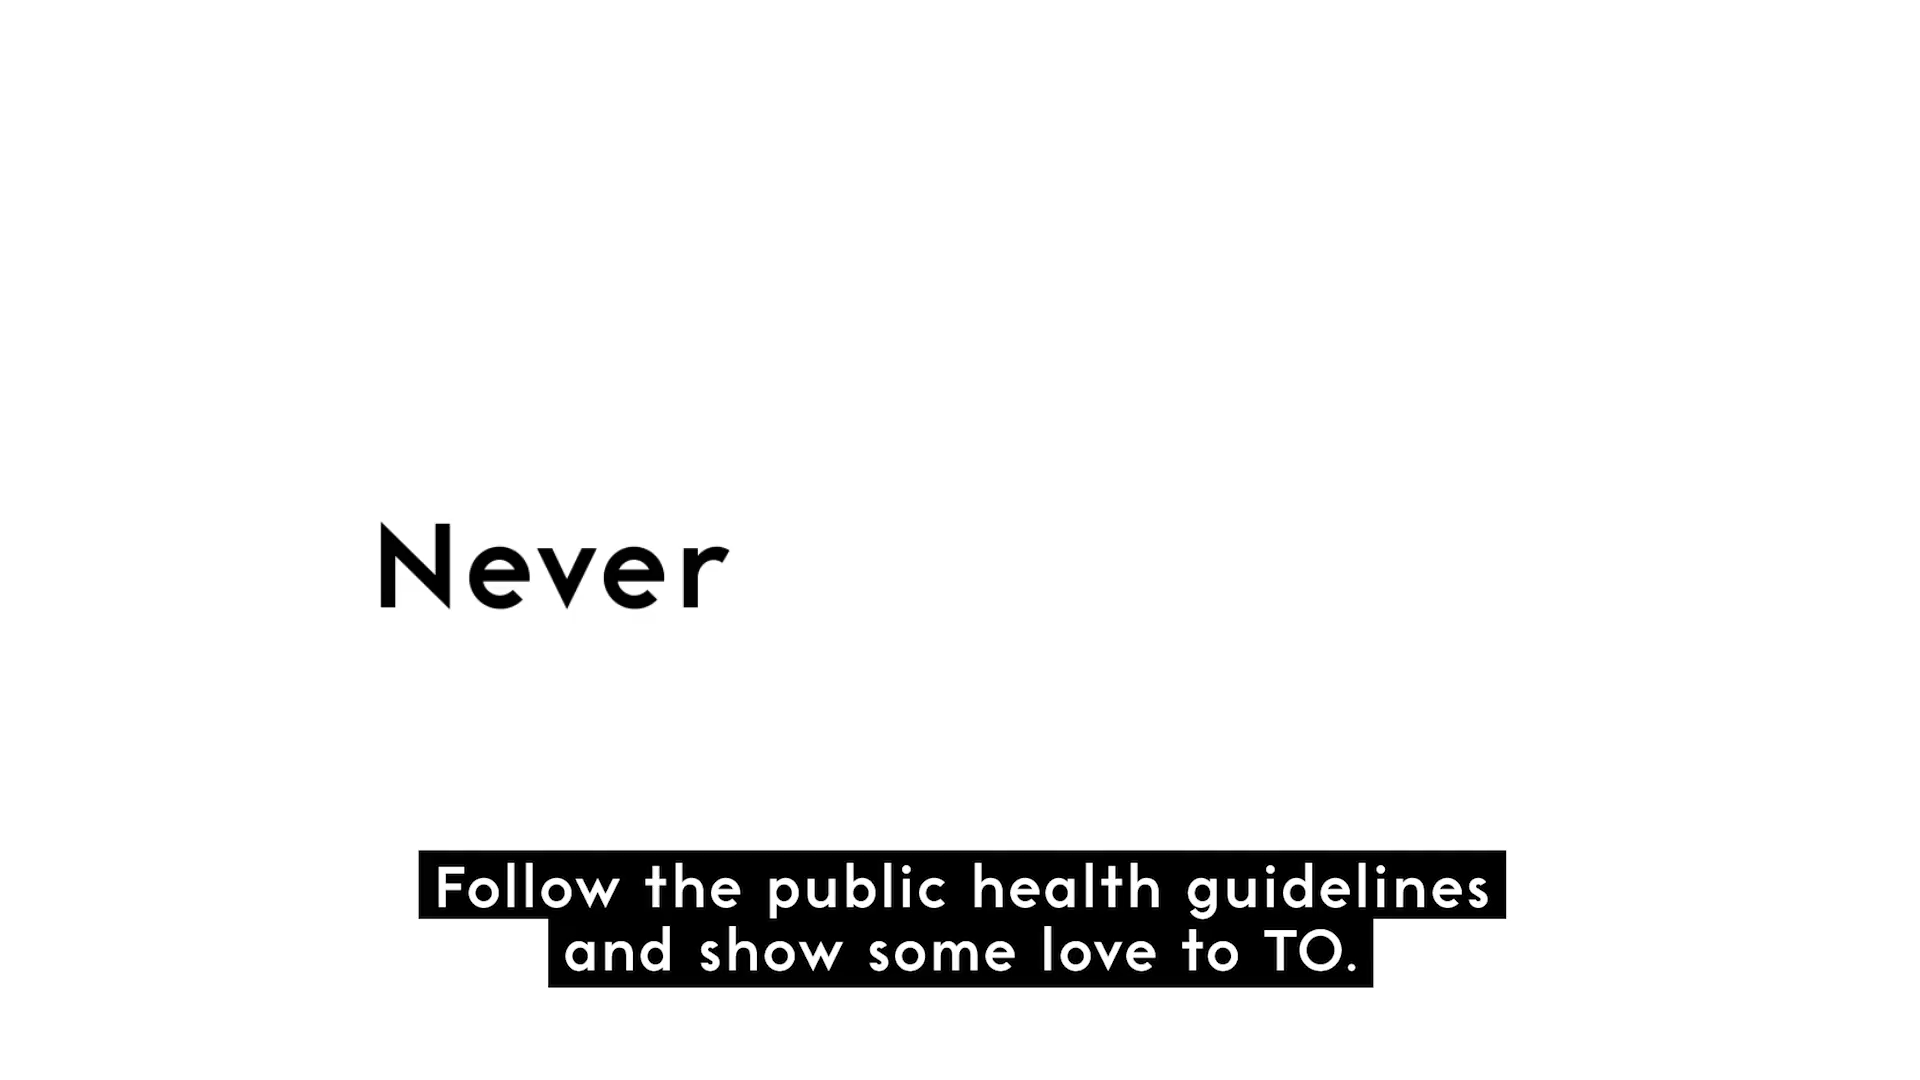 Never
Follow the public health guidelines
and show some love to TO.